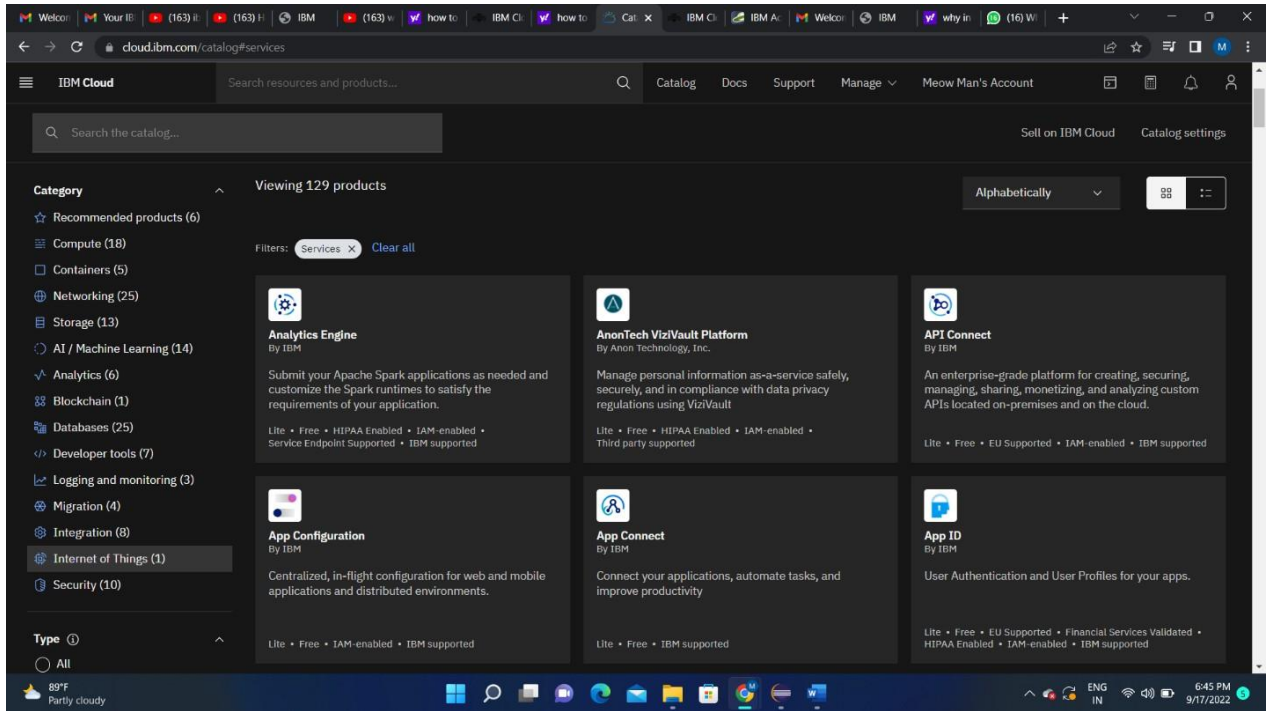 Welcon
Your IB
(163) ib
(163) H
IBM
(163) w
how to
IBM Cl
how to
Cat
IBM Cl
IBM Ac
Welcor
IBM
why in
(16) W
cloud.ibm.com/catalog#services
M
IBM Cloud
Search resources and products...
Catalog
Docs
Support
Manage
Meow Man's Account
Search the catalog...
Sell on IBM Cloud
Catalog settings
Category
Recommended products (6)
Compute (18)
Containers (5)
Networking (25)
Storage (13)
AI / Machine Learning (14)
Analytics (6)
Blockchain (1)
Databases (25)
Developer tools (7)
Logging and monitoring (3)
Migration (4)
Integration (8)
Internet of Things (1)
Security (10)
Type
All
Viewing 129 products
Alphabetically
Filters: Services × Clear all
Analytics Engine
By IBM
Submit your Apache Spark applications as needed and
customize the Spark runtimes to satisfy the
requirements of your application.
Lite • Free • HIPAA Enabled • IAM-enabled •
Service Endpoint Supported • IBM supported
AnonTech ViziVault Platform
By Anon Technology, Inc.
Manage personal information as-a-service safely,
securely, and in compliance with data privacy
regulations using ViziVault
Lite • Free • HIPAA Enabled • IAM-enabled •
Third party supported
API Connect
By IBM
An enterprise-grade platform for creating, securing,
managing, sharing, monetizing, and analyzing custom
APIs located on-premises and on the cloud.
Lite • Free • EU Supported • IAM-enabled • IBM supported
App Configuration
By IBM
Centralized, in-flight configuration for web and mobile
applications and distributed environments.
Lite • Free • IAM-enabled • IBM supported
App Connect
By IBM
Connect your applications, automate tasks, and
improve productivity
Lite • Free • IBM supported
App ID
By IBM
User Authentication and User Profiles for your apps.
Lite • Free • EU Supported • Financial Services Validated •
HIPAA Enabled • IAM-enabled • IBM supported
89°F
Partly cloudy
ENG
IN
6:45 PM
9/17/2022
5